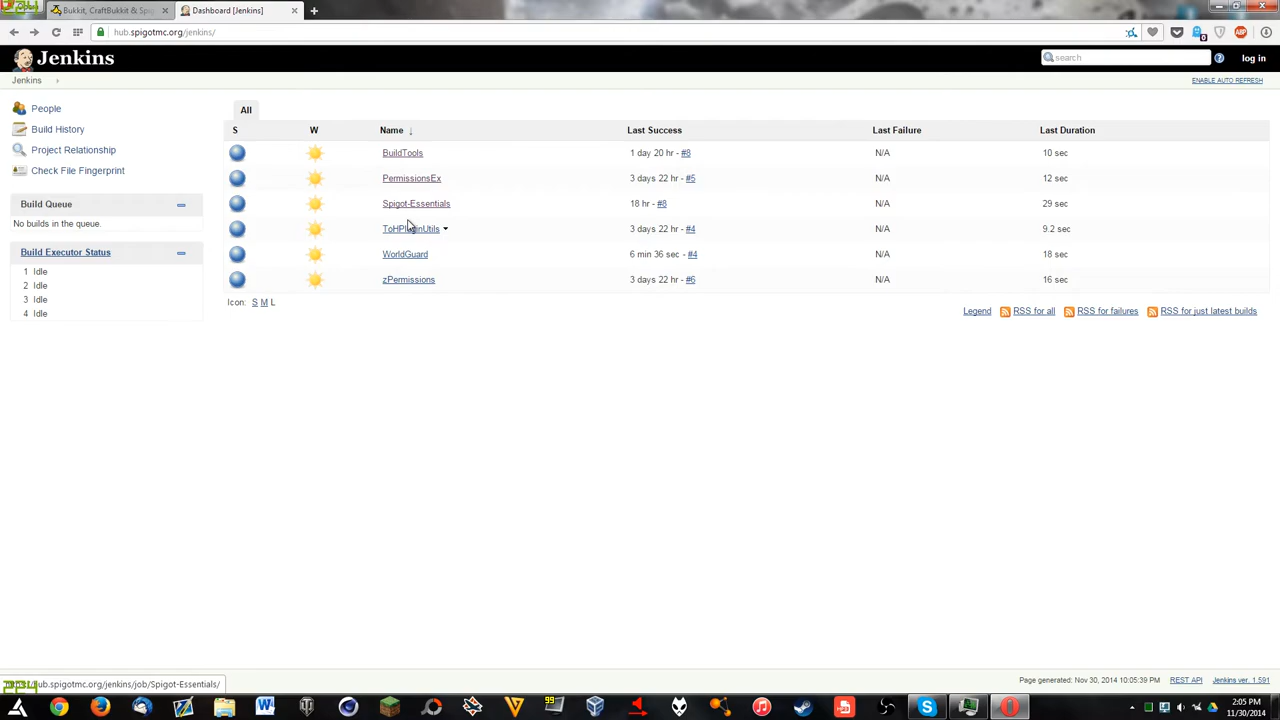 Bukkit, CraftBukkit & Spig
Dashboard [Jenkins]
hub.spigotmc.org/jenkins/
Jenkins
search
log in
Jenkins
ENABLE AUTO REFRESH
People
Build History
Project Relationship
Check File Fingerprint
Build Queue
No builds in the queue.
Build Executor Status
1 Idle
2 Idle
3 Idle
4 Idle
All
S W Name ↓ Last Success Last Failure Last Duration
BuildTools 1 day 20 hr - #8 N/A 10 sec
PermissionsEx 3 days 22 hr - #5 N/A 12 sec
Spigot-Essentials 18 hr - #8 N/A 29 sec
ToHPluginUtils 3 days 22 hr - #4 N/A 9.2 sec
WorldGuard 6 min 36 sec - #4 N/A 18 sec
zPermissions 3 days 22 hr - #6 N/A 16 sec
Icon: S M L
Legend RSS for all RSS for failures RSS for just latest builds
hub.spigotmc.org/jenkins/job/Spigot-Essentials/
Page generated: Nov 30, 2014 10:05:39 PM REST API Jenkins ver. 1.591
99
2:05 PM
11/30/2014